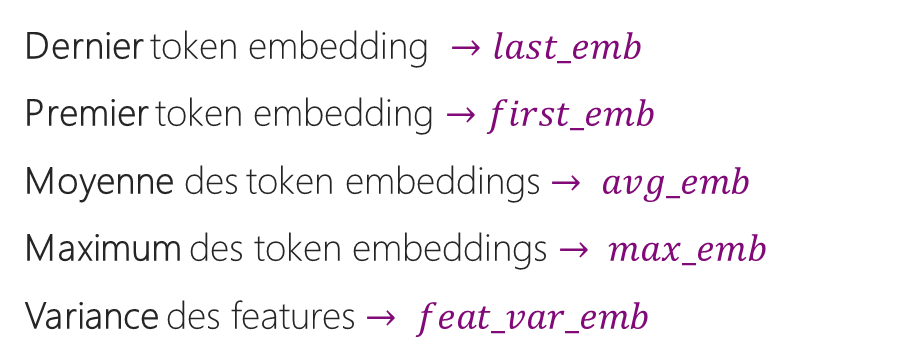 Dernier token embedding → last_emb
Premier token embedding → first_emb
Moyenne des token embeddings → avg_emb
Maximum des token embeddings → max_emb
Variance des features → feat_var_emb